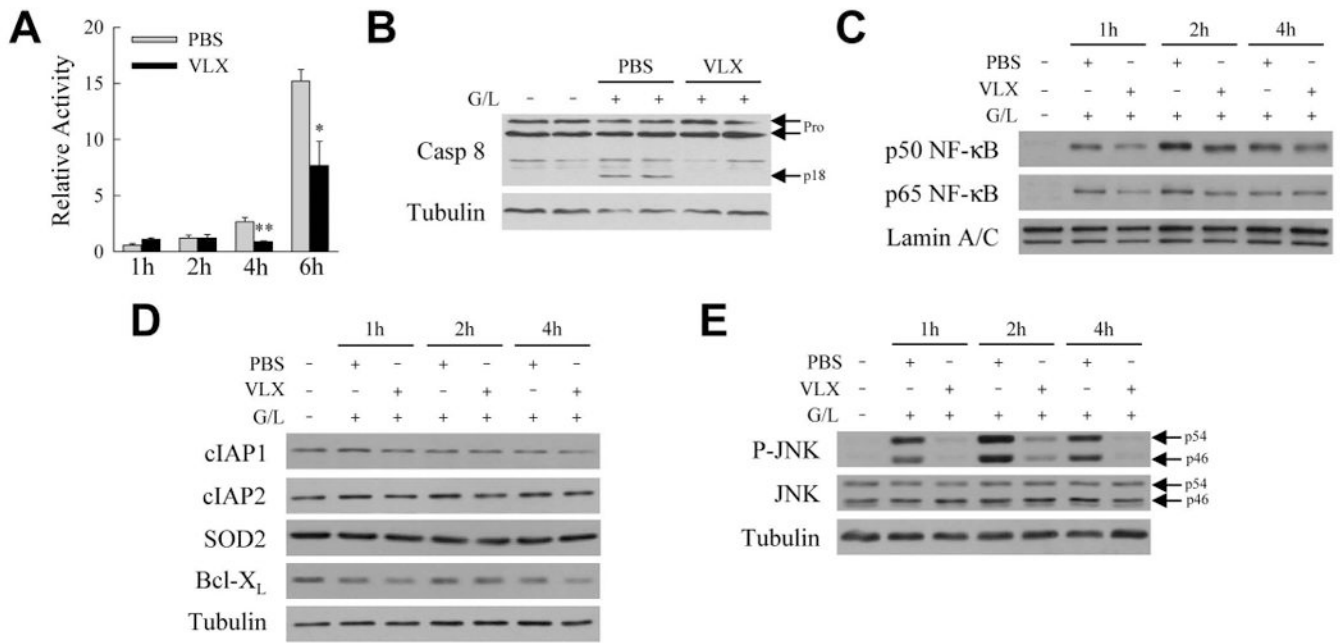 A
Relative Activity
20
15
10
5
0
PBS
VLX
**
*
1h 2h 4h 6h
B
PBS VLX
G/L - - + + + +
Casp 8
Pro
p18
Tubulin
C
1h 2h 4h
PBS - + - + - + -
VLX - - + - + - +
G/L - + + + + + +
p50 NF-κB
p65 NF-κB
Lamin A/C
D
1h 2h 4h
PBS - + - + - + -
VLX - - + - + - +
G/L - + + + + + +
cIAP1
cIAP2
SOD2
Bcl-XL
Tubulin
E
1h 2h 4h
PBS - + - + - + -
VLX - - + - + - +
G/L - + + + + + +
P-JNK
p54
p46
JNK
p54
p46
Tubulin